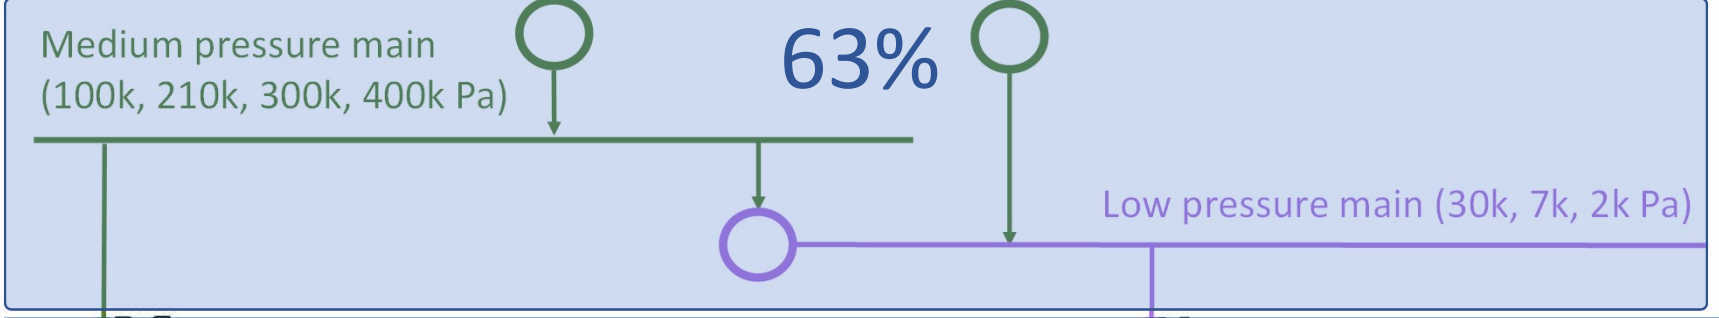 Medium pressure main
(100k, 210k, 300k, 400k Pa)
63%
Low pressure main (30k, 7k, 2k Pa)